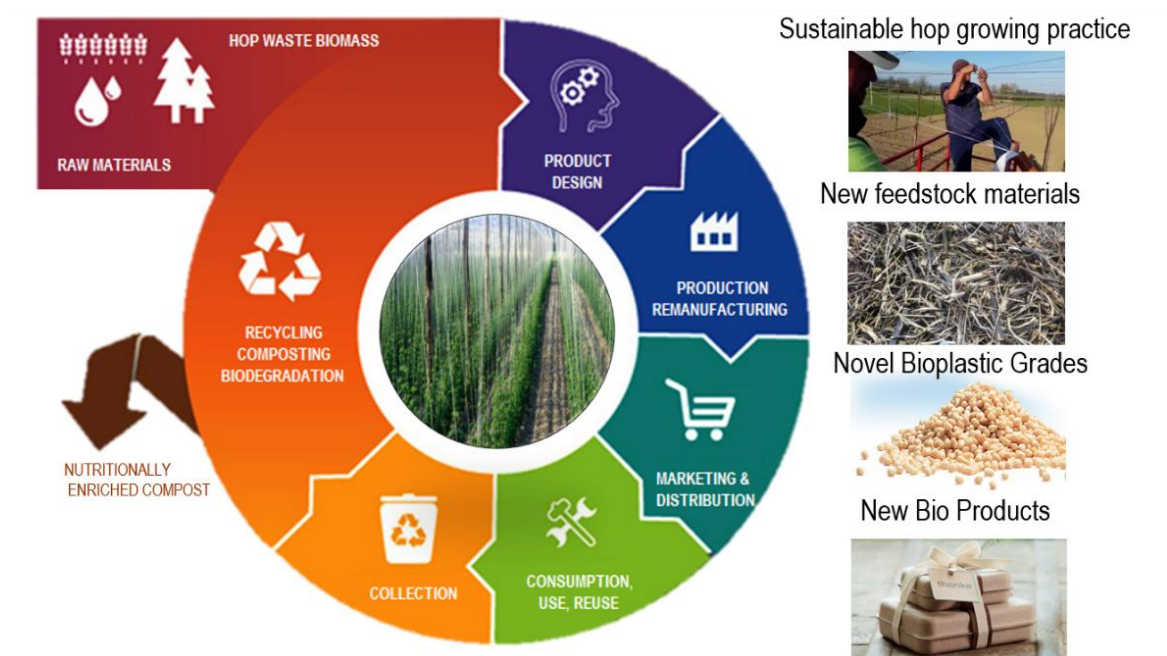 HOP WASTE BIOMASS
RAW MATERIALS
PRODUCT
DESIGN
PRODUCTION
REMANUFACTURING
MARKETING &
DISTRIBUTION
CONSUMPTION,
USE, REUSE
COLLECTION
RECYCLING
COMPOSTING
BIODEGRADATION
NUTRITIONALLY
ENRICHED COMPOST
Sustainable hop growing practice
New feedstock materials
Novel Bioplastic Grades
New Bio Products
thanks